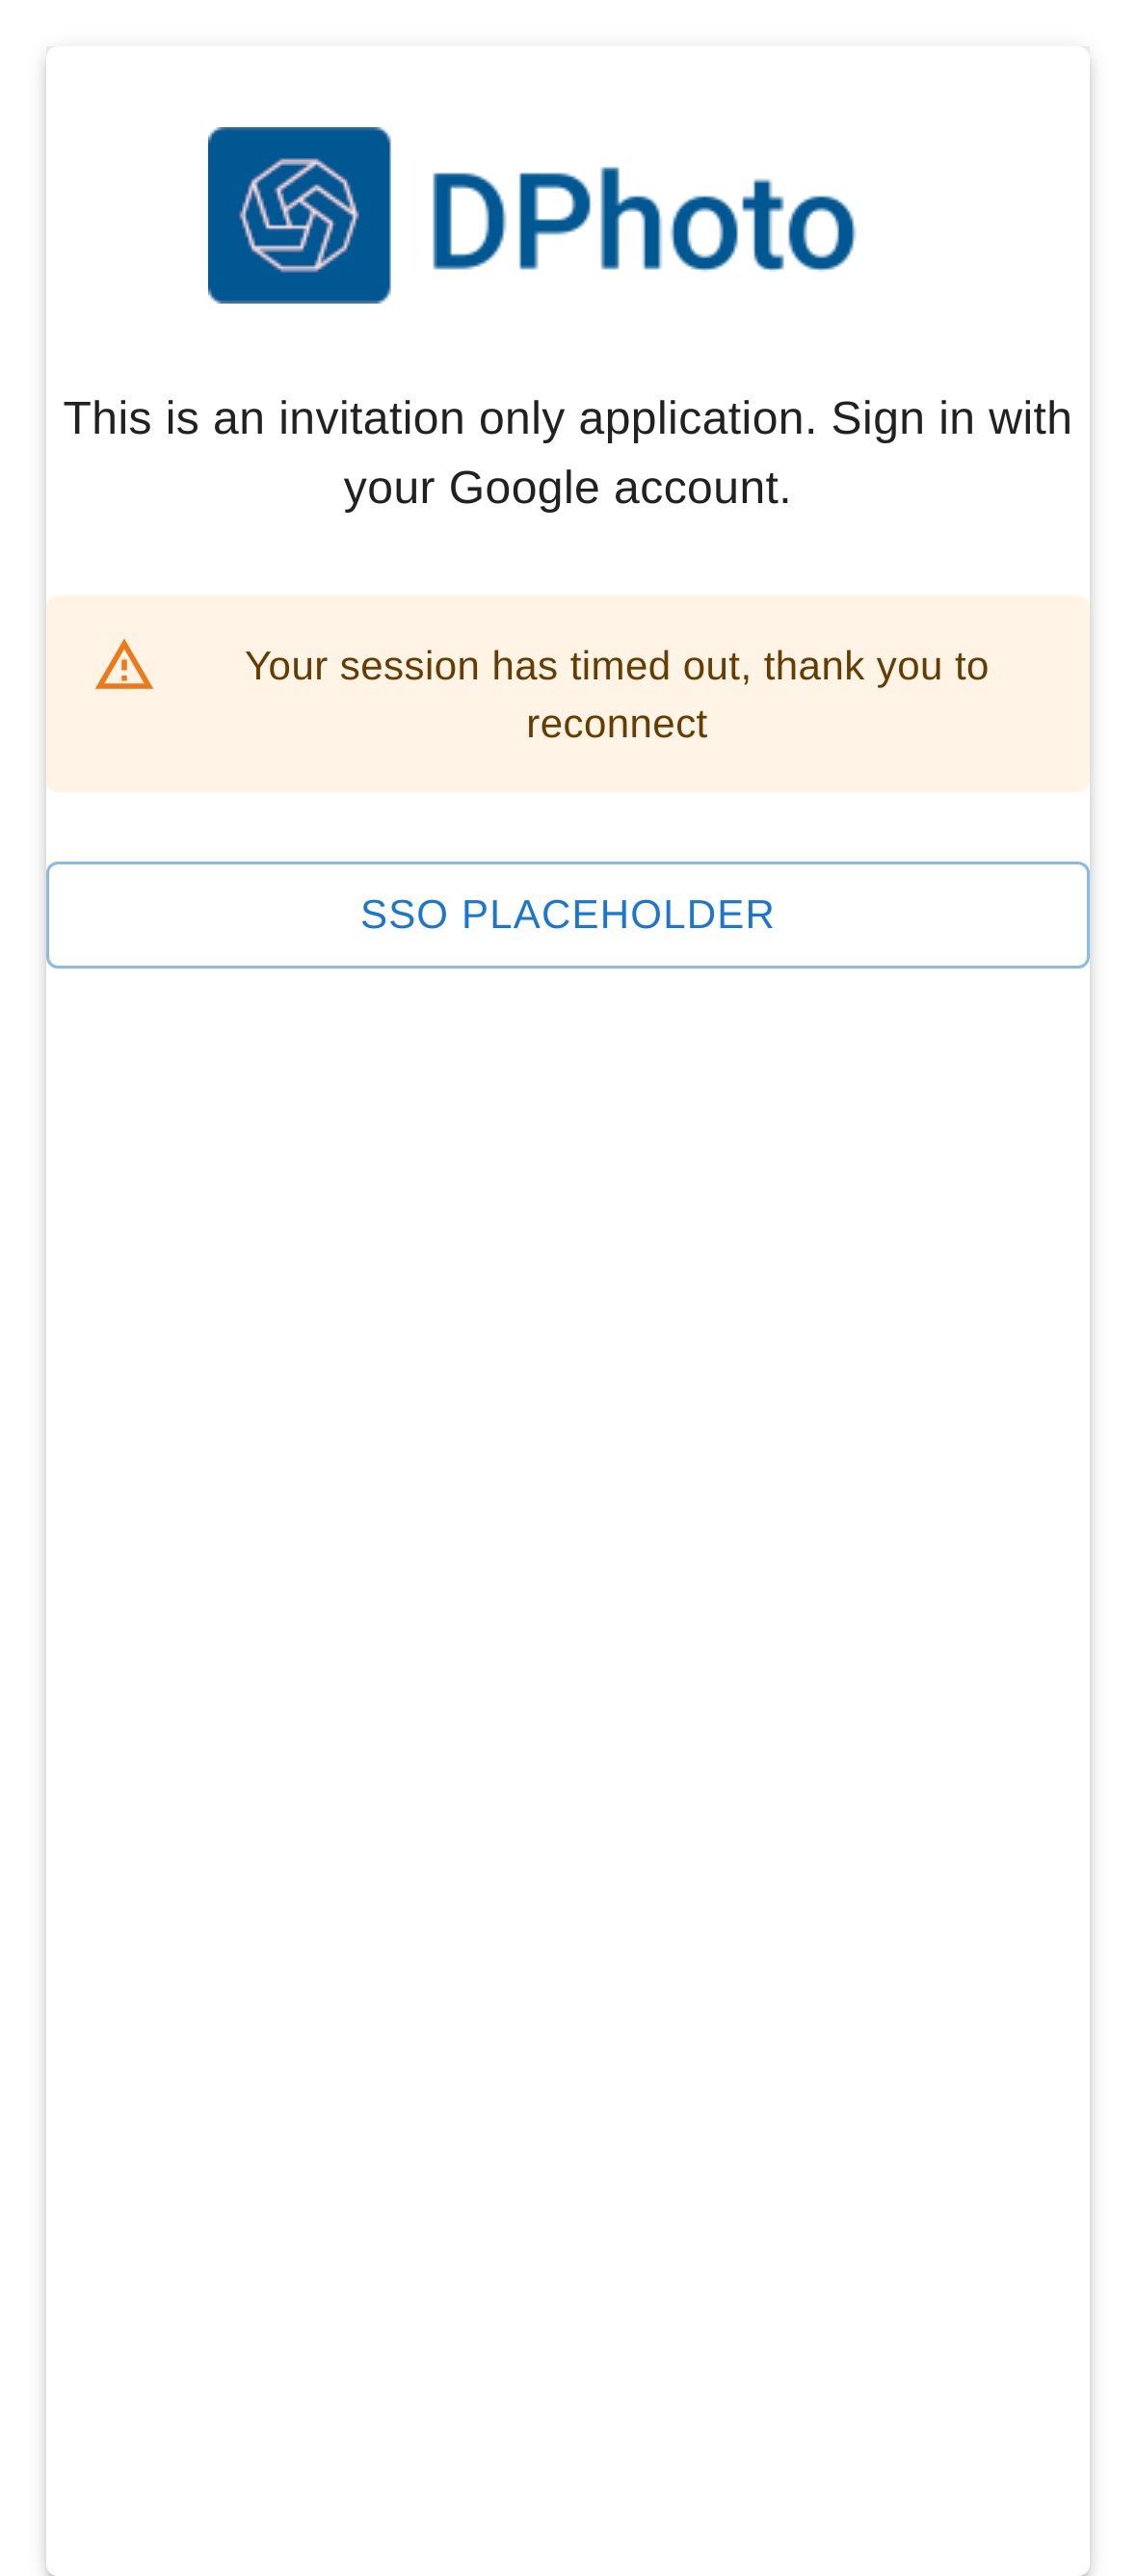 DPhoto
This is an invitation only application. Sign in with
your Google account.
Your session has timed out, thank you to
reconnect
SSO PLACEHOLDER